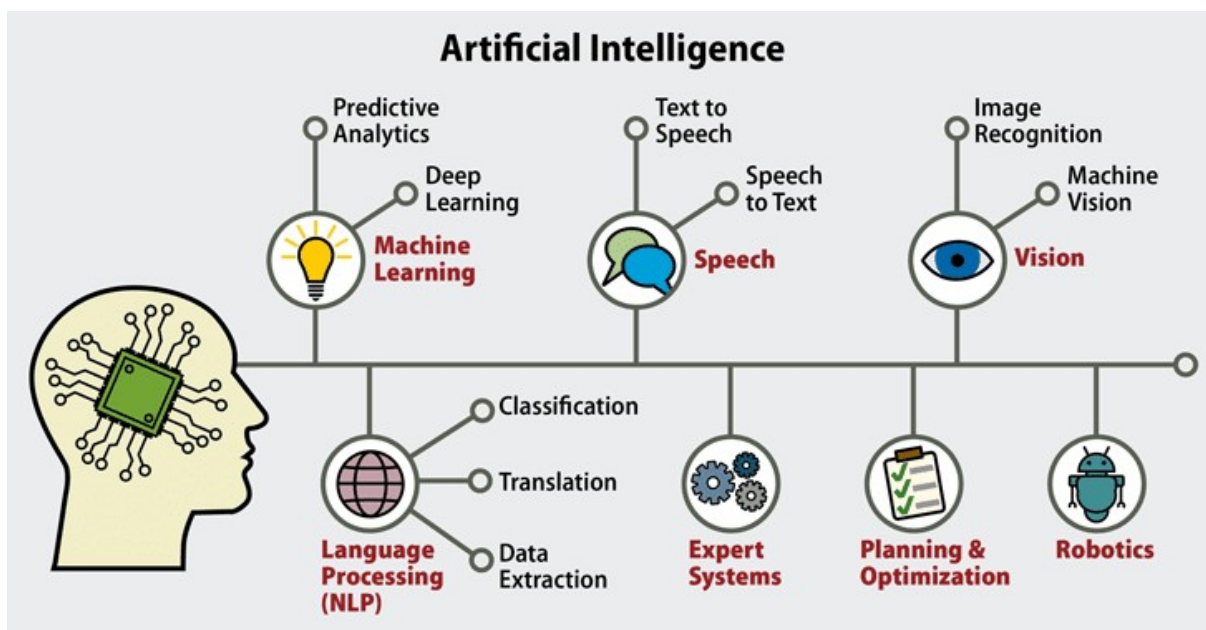 Artificial Intelligence
Predictive
Analytics
Deep
Learning
Machine
Learning
Text to
Speech
Speech
to Text
Speech
Image
Recognition
Machine
Vision
Vision
Classification
Translation
Data
Extraction
Language
Processing
(NLP)
Expert
Systems
Planning &
Optimization
Robotics